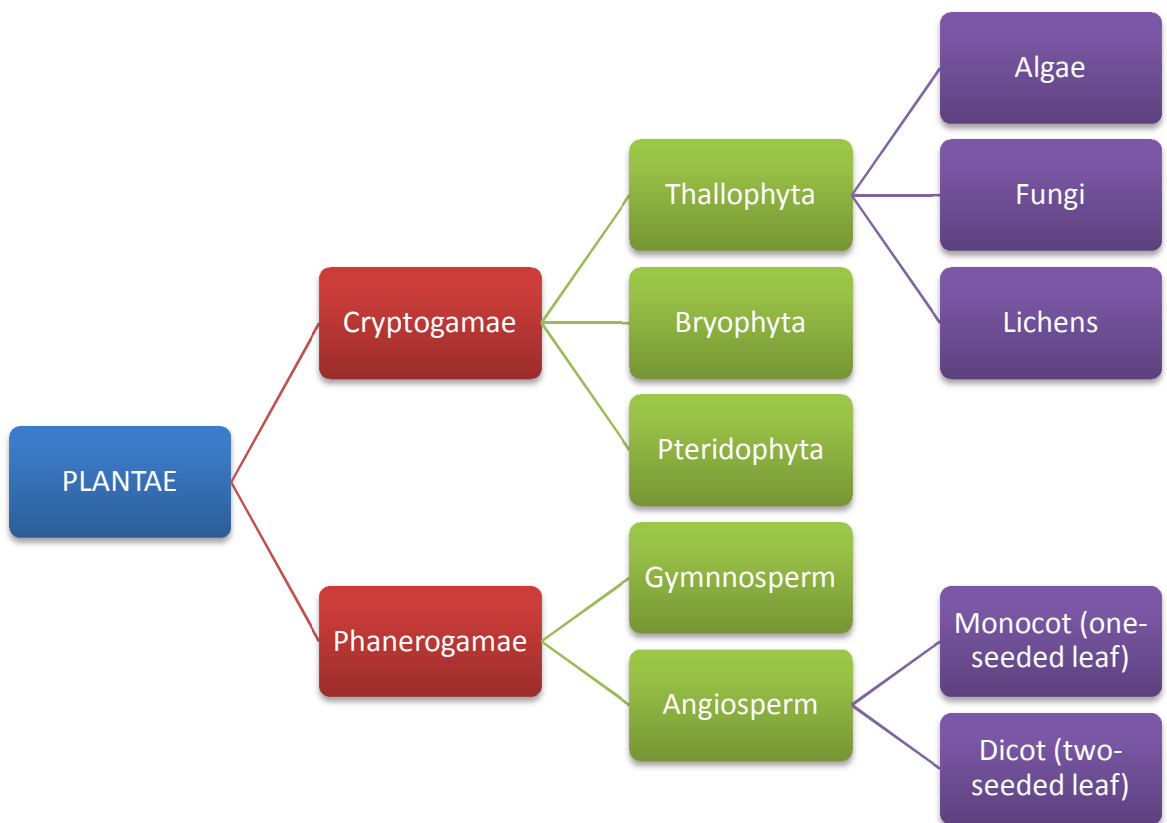 PLANTAE
Cryptogamae
Thallophyta
Algae
Fungi
Lichens
Bryophyta
Pteridophyta
Phanerogamae
Gymnnosperm
Angiosperm
Monocot (one-
seeded leaf)
Dicot (two-
seeded leaf)